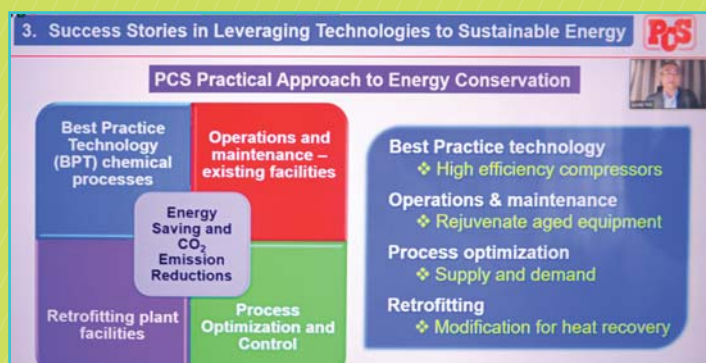 3. Success Stories in Leveraging Technologies to Sustainable Energy
PCS
PCS Practical Approach to Energy Conservation
Best Practice
Technology
(BPT) chemical
processes
Operations and
maintenance –
existing facilities
Energy
Saving and
CO₂
Emission
Reductions
Retrofitting plant
facilities
Process
Optimization and
Control
Best Practice technology
❖ High efficiency compressors
Operations & maintenance
❖ Rejuvenate aged equipment
Process optimization
❖ Supply and demand
Retrofitting
❖ Modification for heat recovery